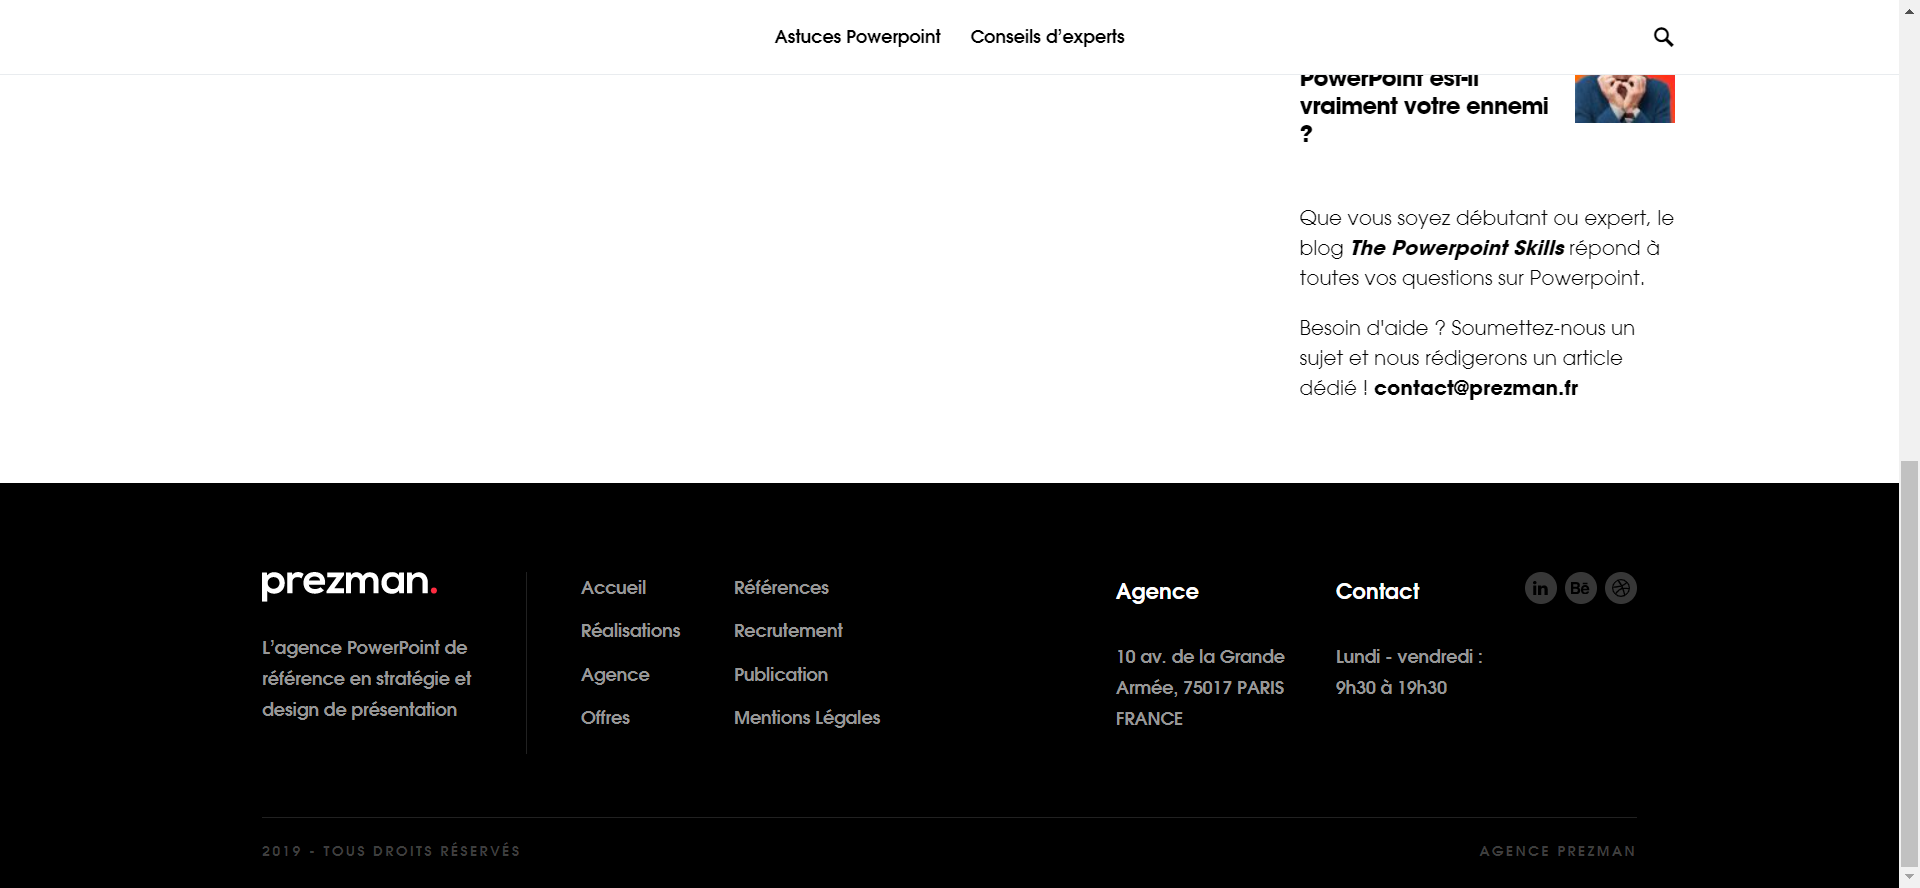 Astuces Powerpoint
Conseils d’experts
PowerPoint est-il
vraiment votre ennemi
?
Que vous soyez débutant ou expert, le
blog The Powerpoint Skills répond à
toutes vos questions sur Powerpoint.
Besoin d'aide ? Soumettez-nous un
sujet et nous rédigerons un article
dédié ! contact@prezman.fr
prezman.
L’agence PowerPoint de
référence en stratégie et
design de présentation
Accueil
Réalisations
Agence
Offres
Références
Recrutement
Publication
Mentions Légales
Agence
10 av. de la Grande
Armée, 75017 PARIS
FRANCE
Contact
Lundi - vendredi :
9h30 à 19h30
in
Bē
2019 - TOUS DROITS RÉSERVÉS
AGENCE PREZMAN